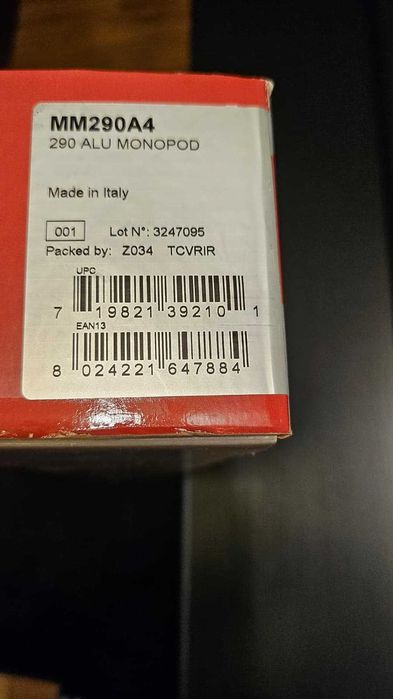 MM290A4
290 ALU MONOPOD
Made in Italy
001 Lot N°: 3247095
Packed by: Z034 TCVRIR
UPC
7 19821 39210 1
EAN13
8 024221 647884